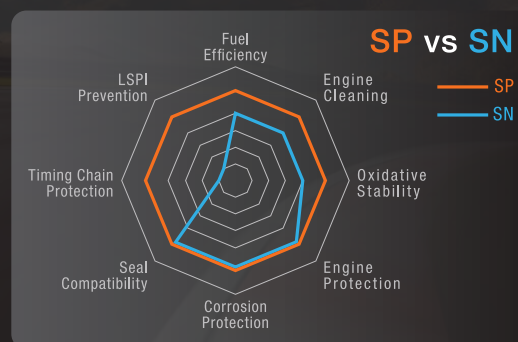 SP vs SN
SP
SN
Fuel
Efficiency
Engine
Cleaning
Oxidative
Stability
Engine
Protection
Corrosion
Protection
Seal
Compatibility
Timing Chain
Protection
LSPI
Prevention